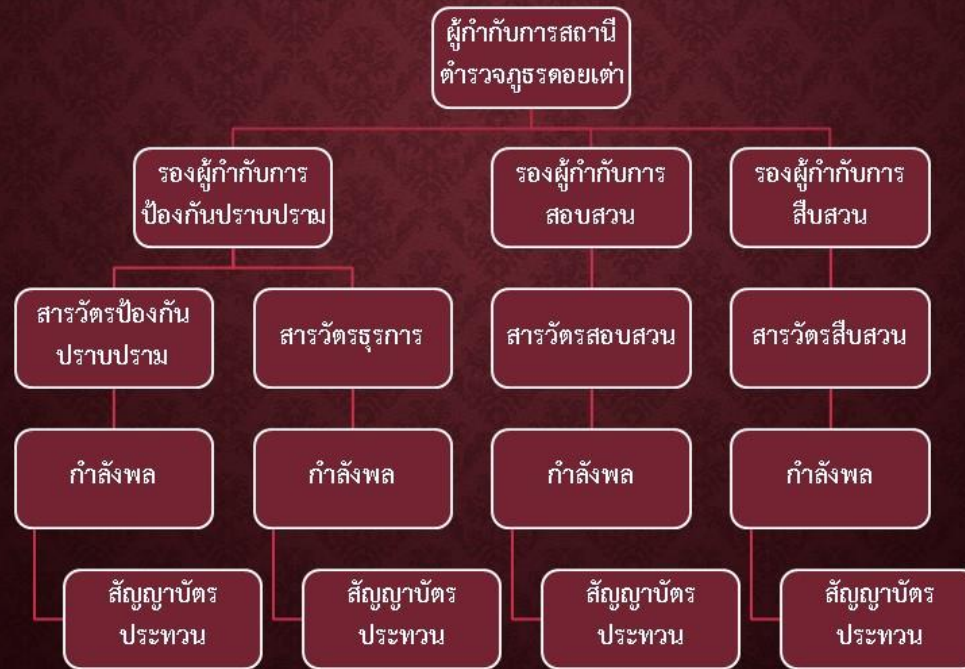 ผู้กำกับการสถานี
ตำรวจภูธรดอยเต่า
รองผู้กำกับการ
ป้องกันปราบปราม
รองผู้กำกับการ
สอบสวน
รองผู้กำกับการ
สืบสวน
สารวัตรป้องกัน
ปราบปราม
สารวัตรธุรการ
สารวัตรสอบสวน
สารวัตรสืบสวน
กำลังพล
กำลังพล
กำลังพล
กำลังพล
สัญญาบัตร
ประทวน
สัญญาบัตร
ประทวน
สัญญาบัตร
ประทวน
สัญญาบัตร
ประทวน